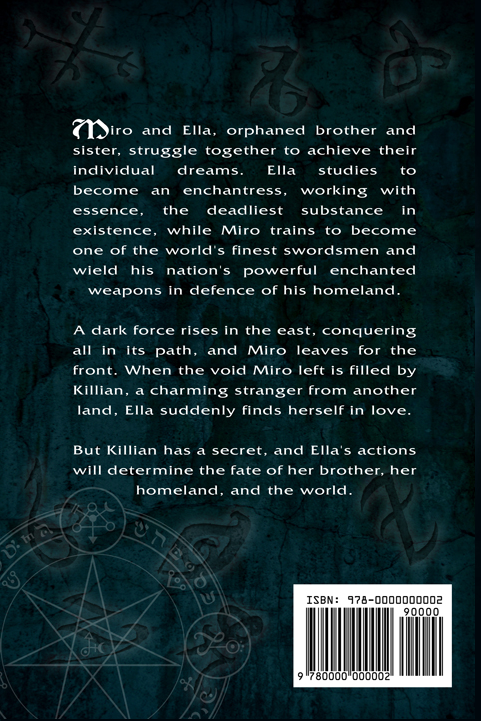 Miro and Ella, orphaned brother and
sister, struggle together to achieve their
individual dreams. Ella studies to
become an enchantress, working with
essence, the deadliest substance in
existence, while Miro trains to become
one of the world's finest swordsmen and
wield his nation's powerful enchanted
weapons in defence of his homeland.
A dark force rises in the east, conquering
all in its path, and Miro leaves for the
front. When the void Miro left is filled by
Killian, a charming stranger from another
land, Ella suddenly finds herself in love.
But Killian has a secret, and Ella's actions
will determine the fate of her brother, her
homeland, and the world.
ISBN: 978-0000000002
90000
9 780000 000002